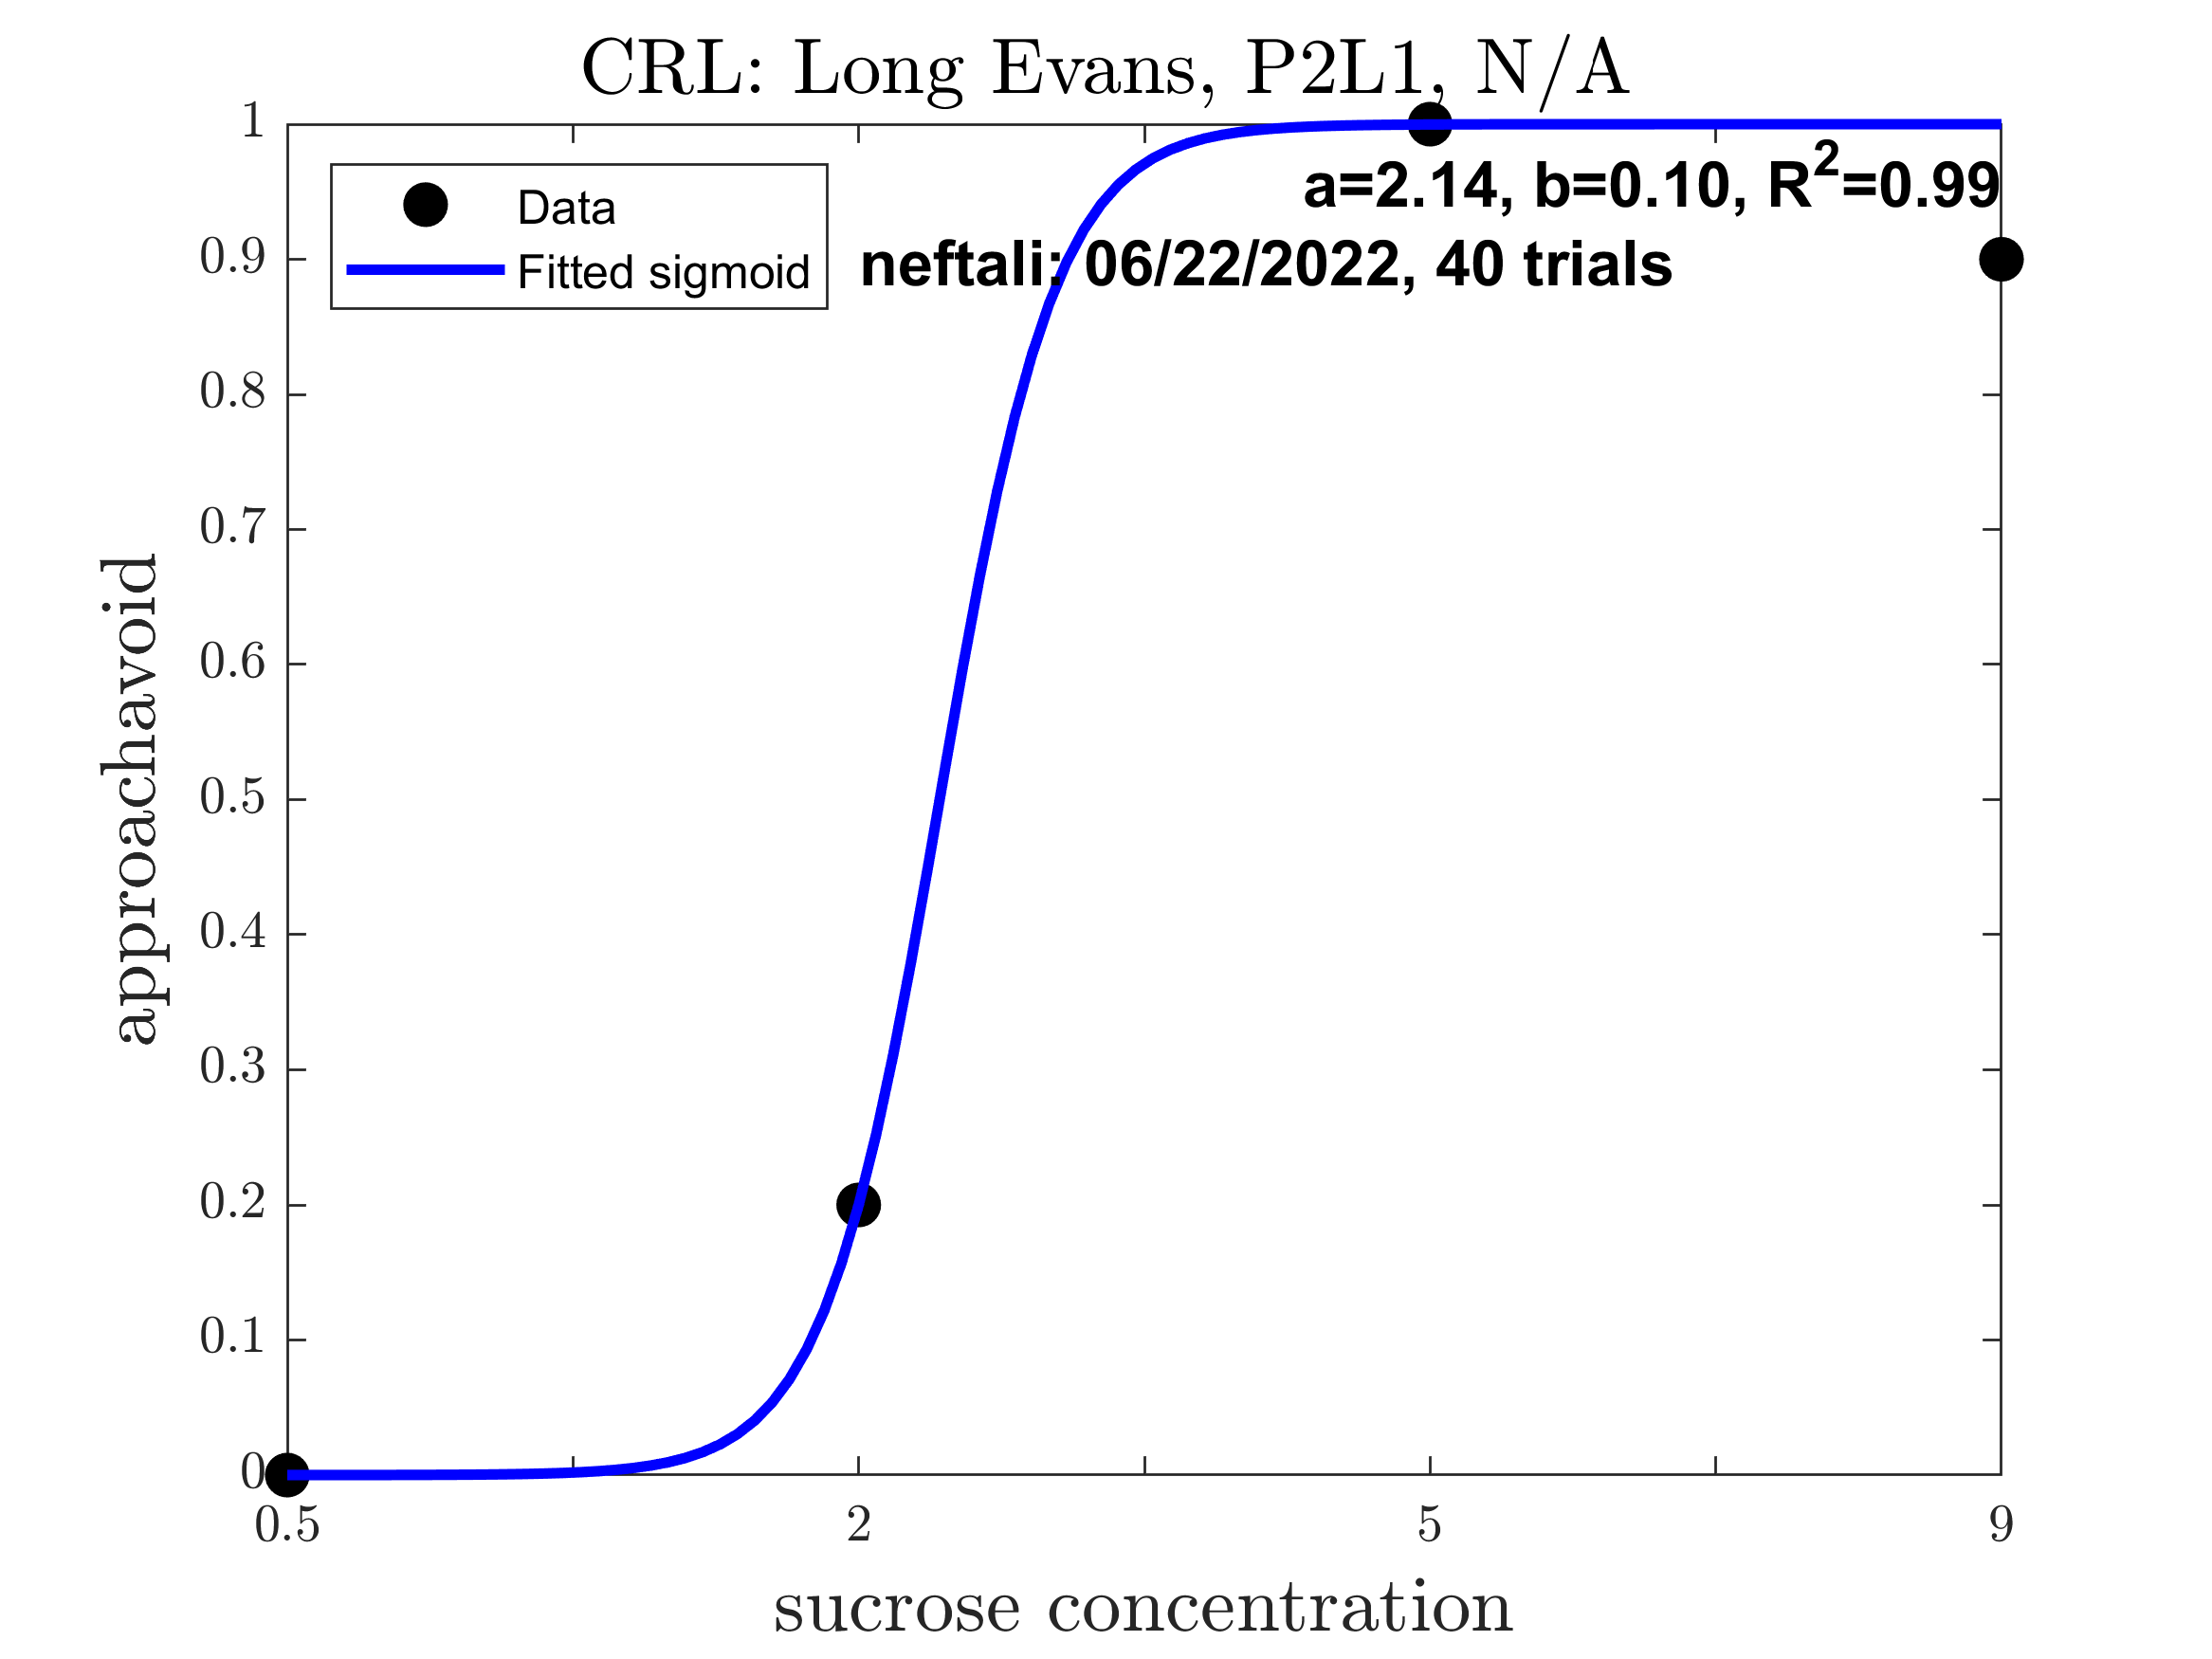 CRL: Long Evans, P2L1, N/A
1
0.9
0.8
0.7
0.6
0.5
0.4
0.3
0.2
0.1
0
approachavoid
Data
Fitted sigmoid
a=2.14, b=0.10, R²=0.99
neftali: 06/22/2022, 40 trials
0.5 2 5 9
sucrose concentration